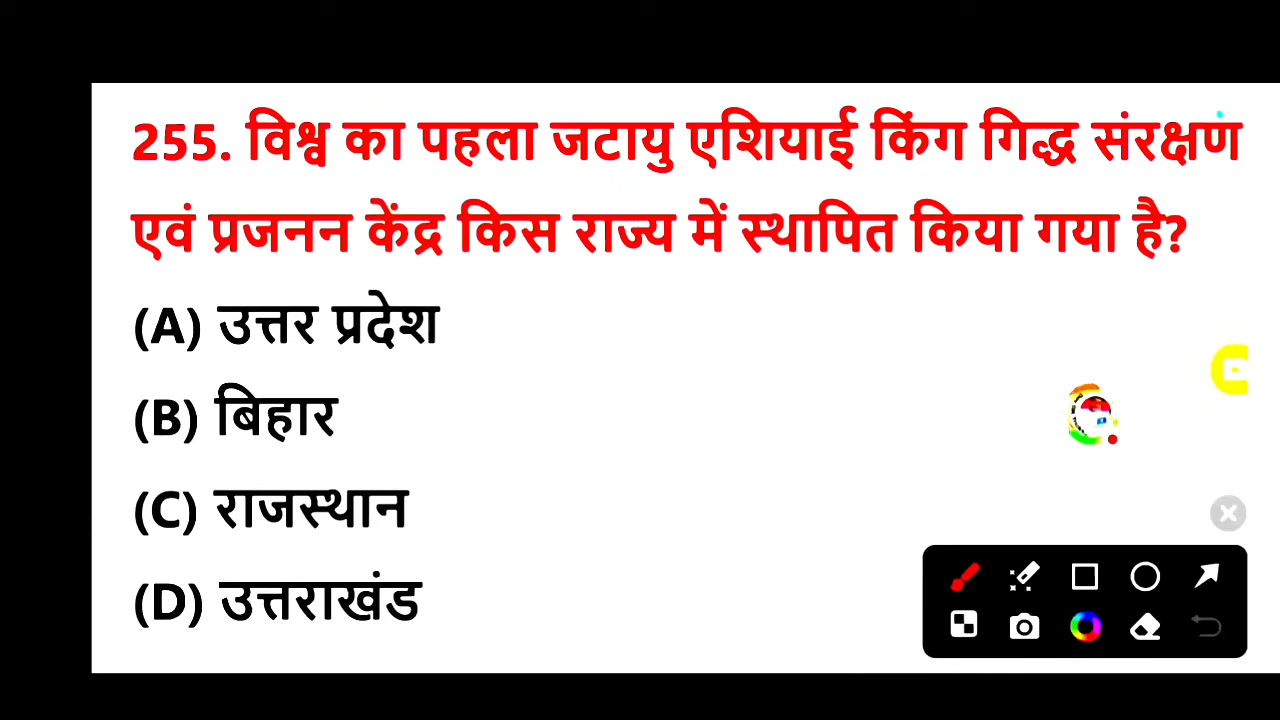 255. विश्व का पहला जटायु एशियाई किंग गिद्ध संरक्षण
एवं प्रजनन केंद्र किस राज्य में स्थापित किया गया है?
(A) उत्तर प्रदेश
(B) बिहार
(C) राजस्थान
(D) उत्तराखंड